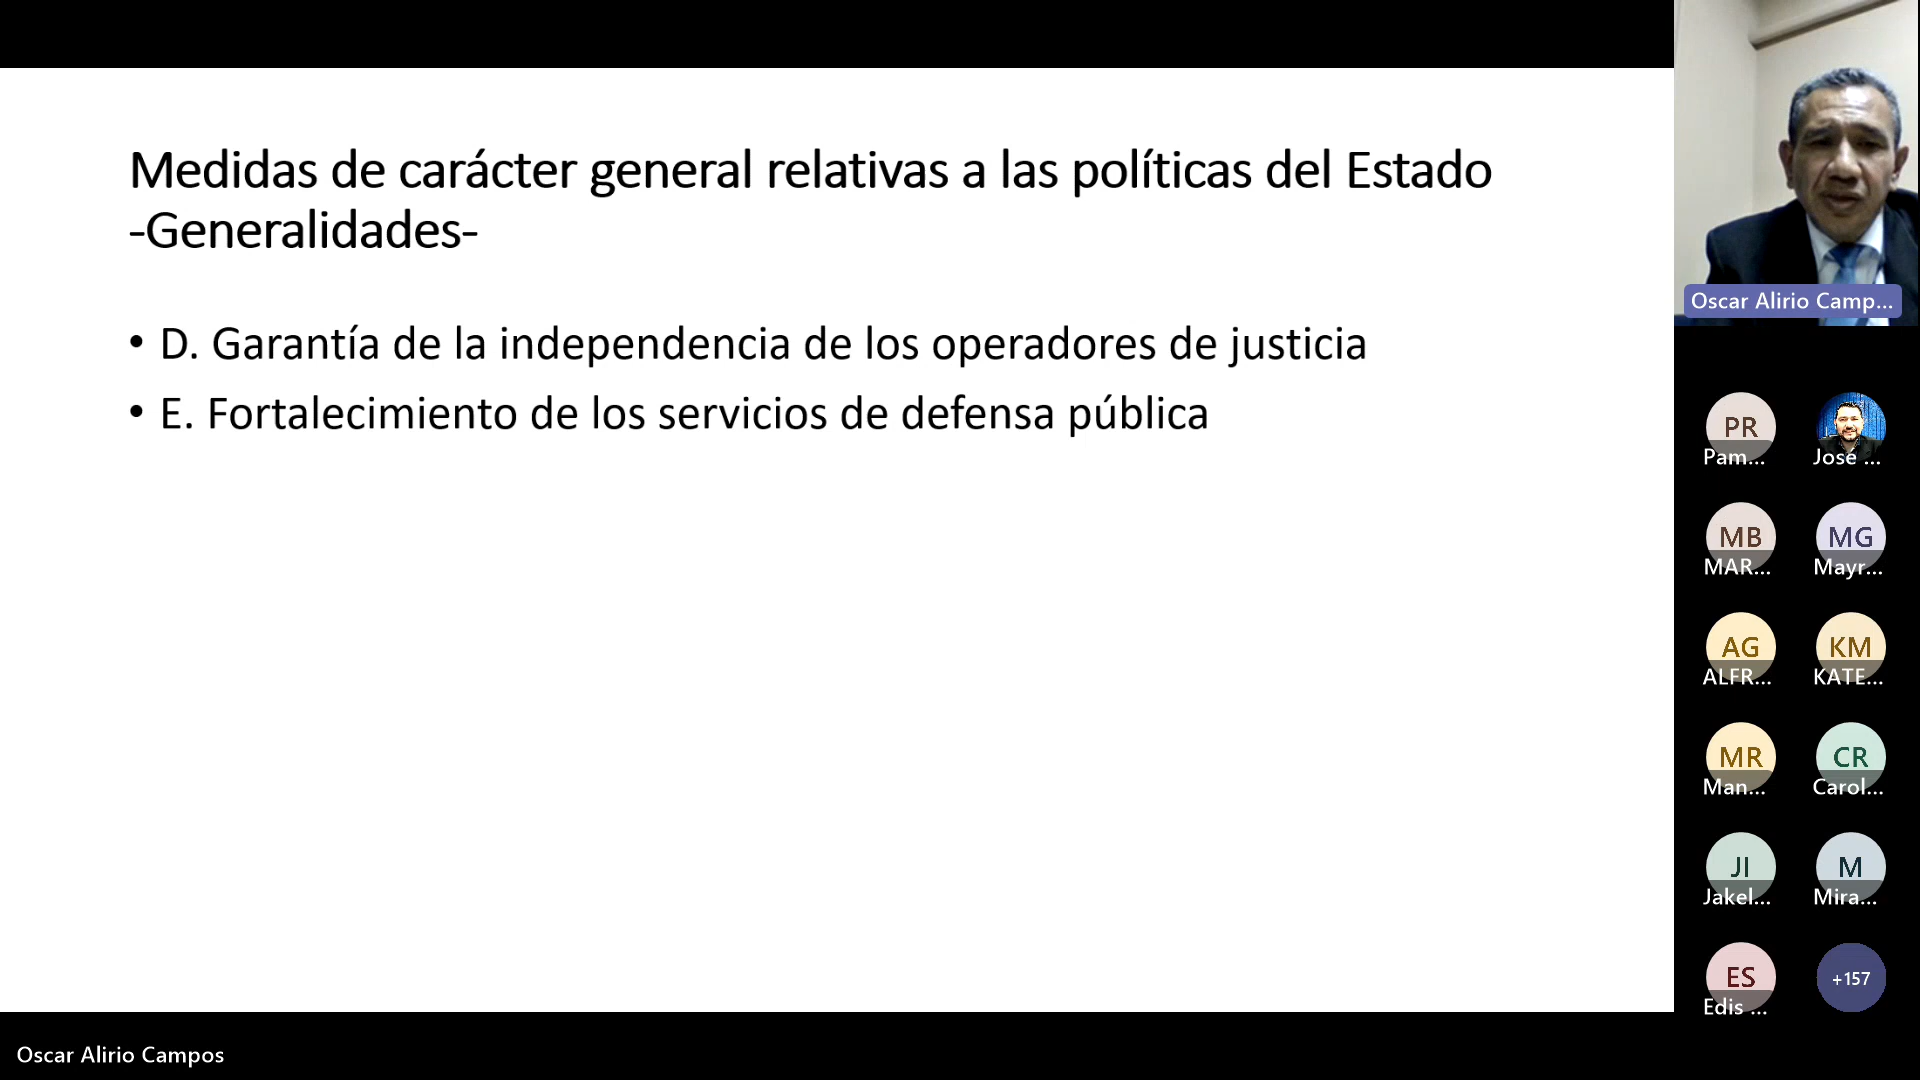 Medidas de carácter general relativas a las políticas del Estado
-Generalidades-
• D. Garantía de la independencia de los operadores de justicia
• E. Fortalecimiento de los servicios de defensa pública
Oscar Alirio Camp...
PR
Pam...
José ...
MB
MAR...
MG
Mayr...
AG
ALFR...
KM
KATE...
MR
Man...
CR
Carol...
JI
Jakel...
M
Mira...
ES
Edis ...
+157
Oscar Alirio Campos